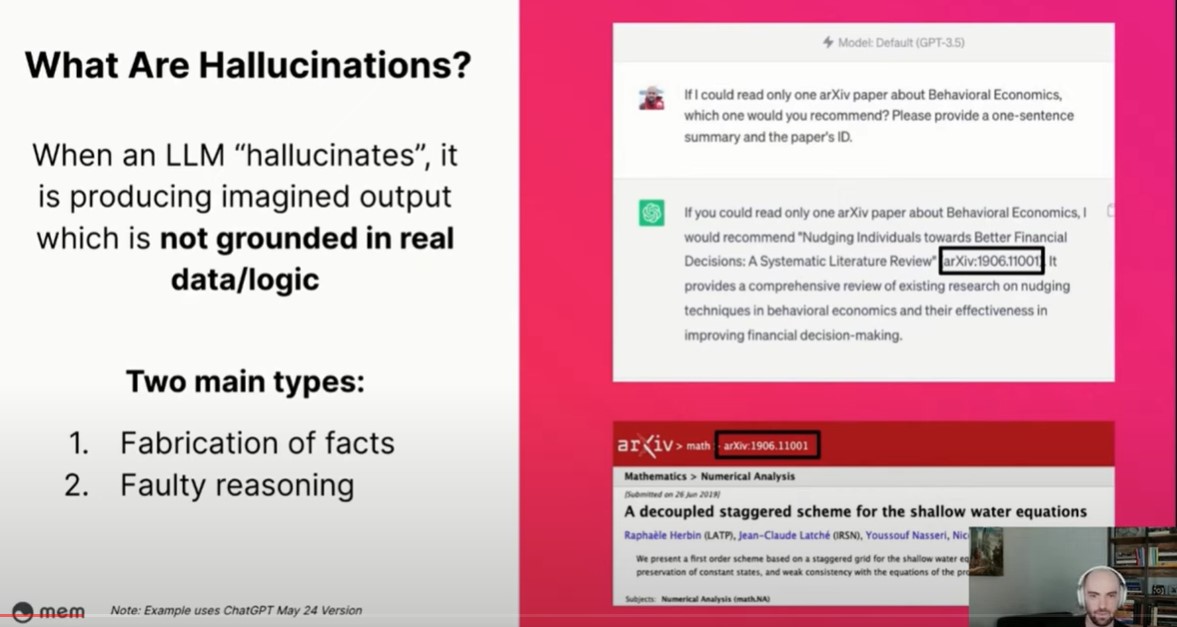 What Are Hallucinations?
When an LLM “hallucinates”, it
is producing imagined output
which is not grounded in real
data/logic
Two main types:
1. Fabrication of facts
2. Faulty reasoning
mem
Note: Example uses ChatGPT May 24 Version
Model: Default (GPT-3.5)
If I could read only one arXiv paper about Behavioral Economics,
which one would you recommend? Please provide a one-sentence
summary and the paper's ID.
If you could read only one arXiv paper about Behavioral Economics, I
would recommend "Nudging Individuals towards Better Financial
Decisions: A Systematic Literature Review" (arXiv:1906.11001). It
provides a comprehensive review of existing research on nudging
techniques in behavioral economics and their effectiveness in
improving financial decision-making.
arXiv > math arXiv:1906.11001
Mathematics > Numerical Analysis
[Submitted on 26 Jun 2019]
A decoupled staggered scheme for the shallow water equations
Raphaèle Herbin (LATP), Jean-Claude Latché (IRSN), Youssouf Nasseri,
We present a first order scheme based on a staggered grid for the shallow water
preservation of constant states, and weak consistency with the equations of the
Subjects: Numerical Analysis (math.NA)